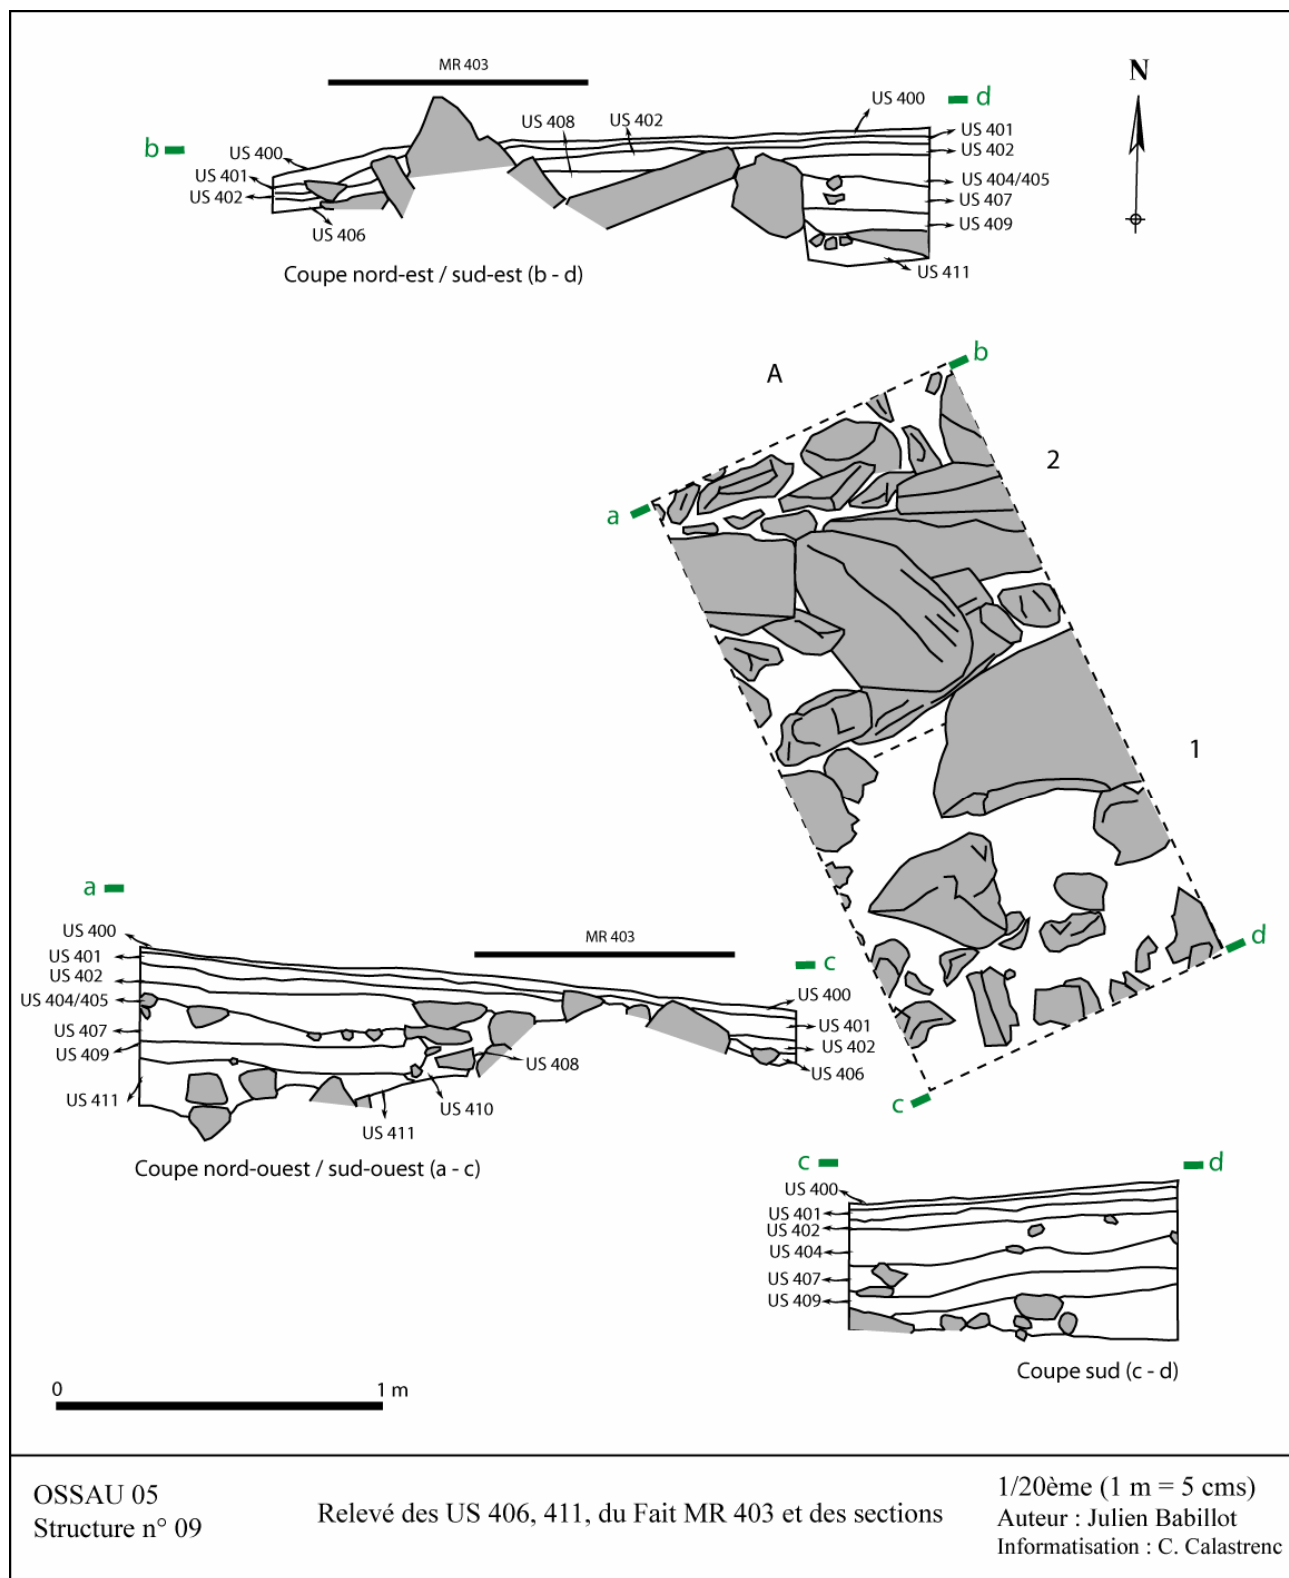 MR 403
N
US 400
d
US 408
US 402
US 401
US 402
b
US 400
US 401
US 402
US 404/405
US 407
US 409
US 406
US 411
Coupe nord-est / sud-est (b - d)
A
b
2
a
1
d
c
a
US 400
US 401
US 402
US 404/405
US 407
US 409
US 411
MR 403
c
US 400
US 401
US 402
US 406
US 408
US 410
US 411
Coupe nord-ouest / sud-ouest (a - c)
c
d
US 400
US 401
US 402
US 404
US 407
US 409
Coupe sud (c - d)
0 1 m
OSSAU 05
Structure n° 09
Relevé des US 406, 411, du Fait MR 403 et des sections
1/20ème (1 m = 5 cms)
Auteur : Julien Babillot
Informatisation : C. Calastrenc